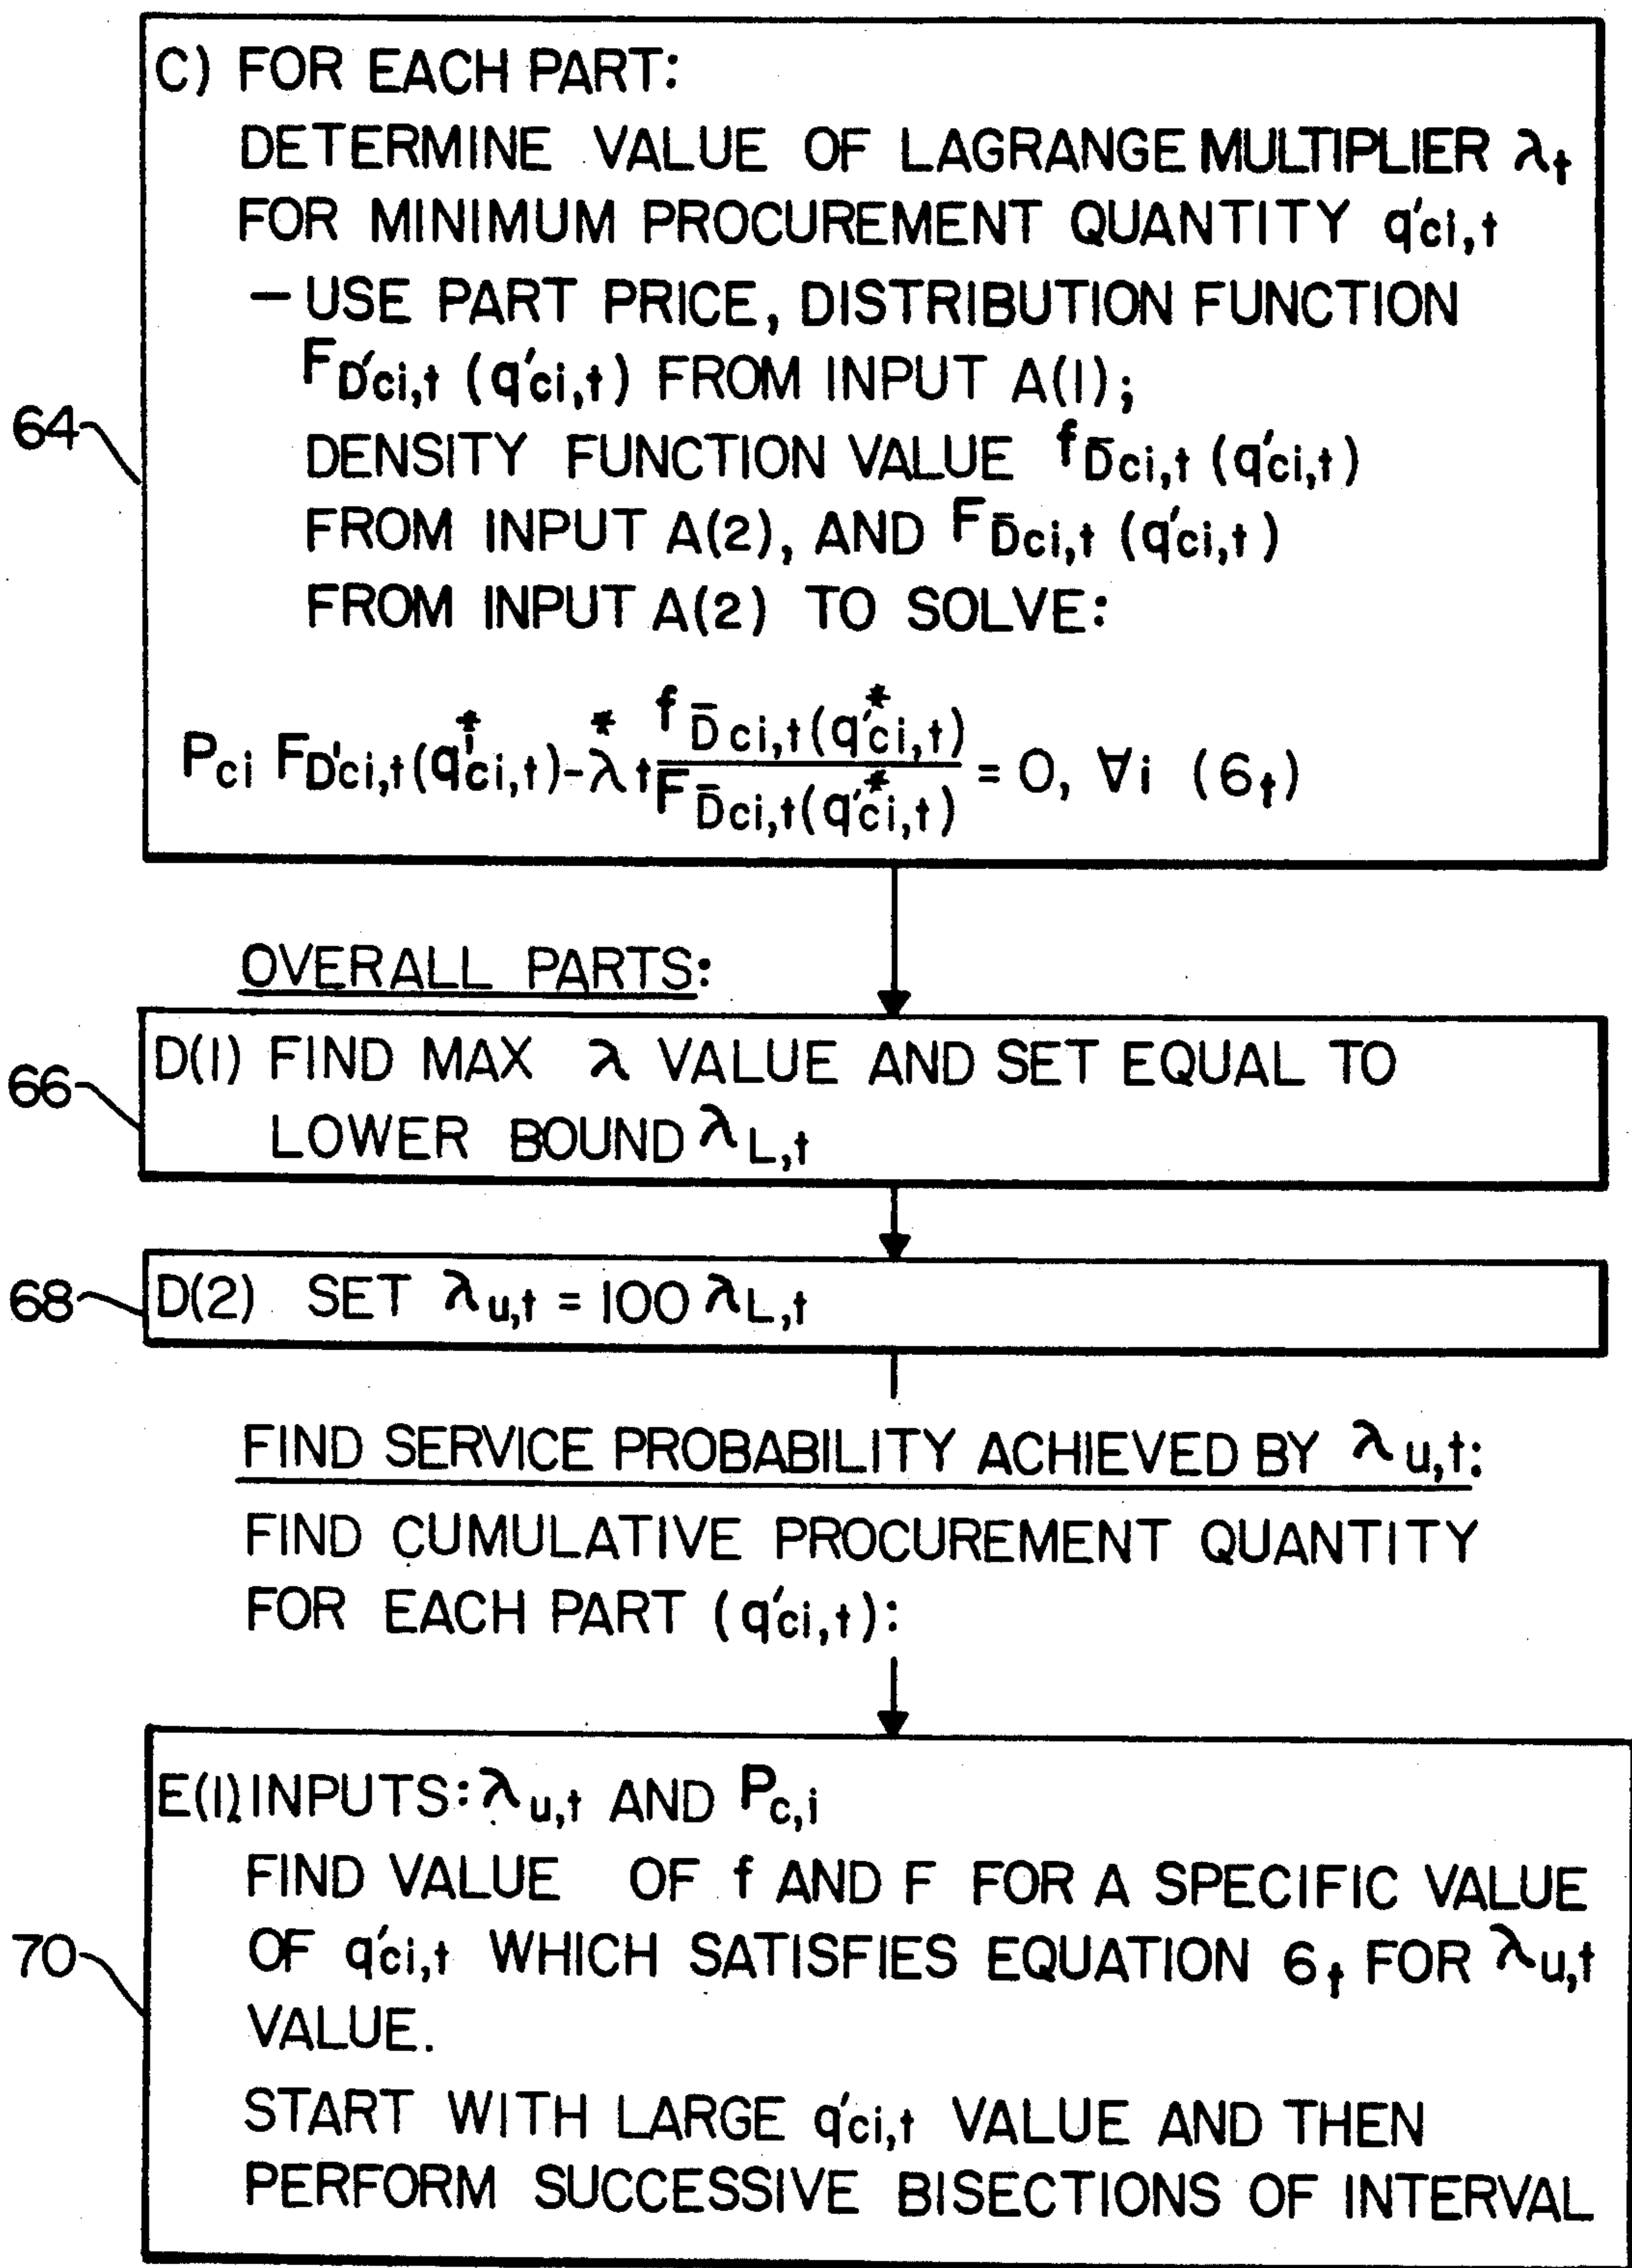 C) FOR EACH PART:
DETERMINE VALUE OF LAGRANGE MULTIPLIER λt
FOR MINIMUM PROCUREMENT QUANTITY q'ci,t
– USE PART PRICE, DISTRIBUTION FUNCTION
FD'ci,t (q'ci,t) FROM INPUT A(1);
64
DENSITY FUNCTION VALUE fD̄ci,t (q'ci,t)
FROM INPUT A(2), AND FD̄ci,t (q'ci,t)
FROM INPUT A(2) TO SOLVE:
Pci FD'ci,t(q'*ci,t)-λ*t fD̄ci,t(q'*ci,t)/FD̄ci,t(q'*ci,t) = 0, ∀i (6t)
OVERALL PARTS:
D(1) FIND MAX λ VALUE AND SET EQUAL TO
66
LOWER BOUND λL,t
68
D(2) SET λu,t = 100 λL,t
FIND SERVICE PROBABILITY ACHIEVED BY λu,t:
FIND CUMULATIVE PROCUREMENT QUANTITY
FOR EACH PART (q'ci,t):
E(1) INPUTS: λu,t AND Pc,i
FIND VALUE OF f AND F FOR A SPECIFIC VALUE
70
OF q'ci,t WHICH SATISFIES EQUATION 6t FOR λu,t
VALUE.
START WITH LARGE q'ci,t VALUE AND THEN
PERFORM SUCCESSIVE BISECTIONS OF INTERVAL